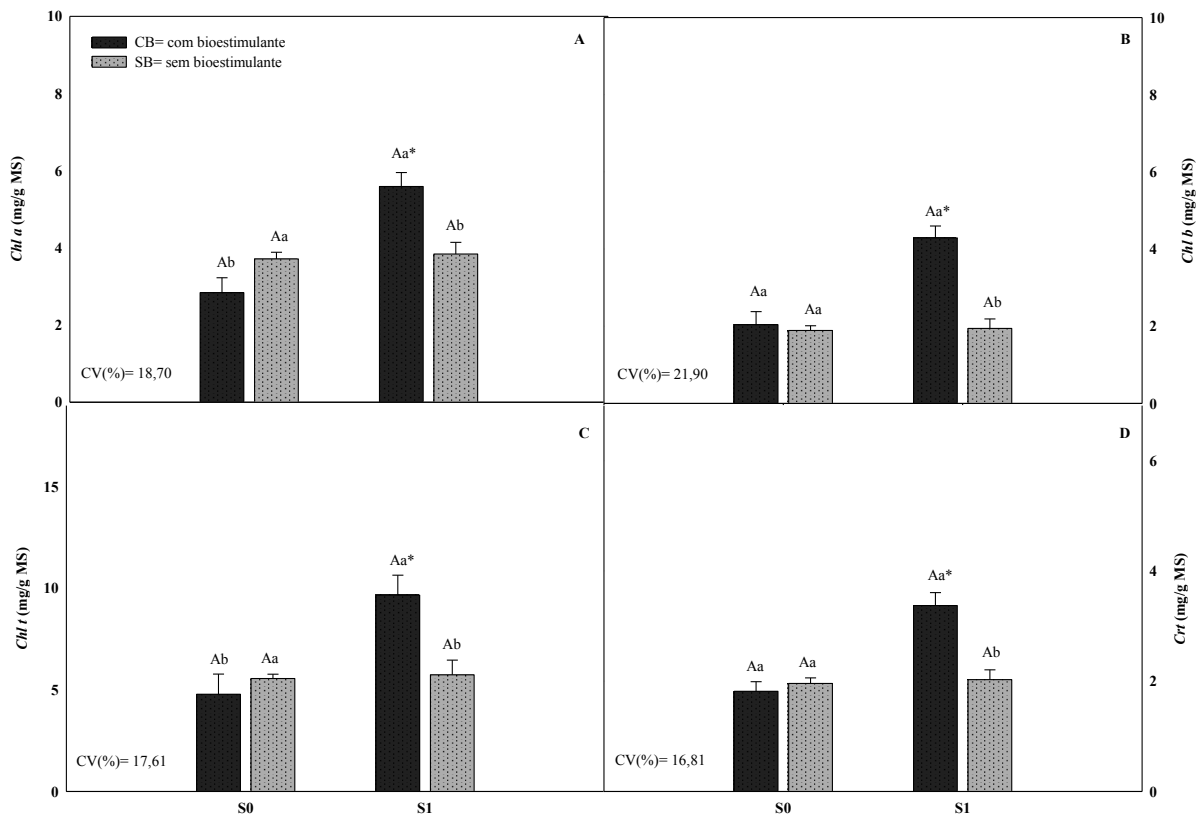 A
CB= com bioestimulante
SB= sem bioestimulante
10
8
6
4
2
0
Chl a (mg/g MS)
Ab
Aa
Aa*
Ab
CV(%)= 18,70
B
10
8
6
4
2
0
Chl b (mg/g MS)
Aa
Aa
Aa*
Ab
CV(%)= 21,90
C
15
10
5
0
Chl t (mg/g MS)
Ab
Aa
Aa*
Ab
CV(%)= 17,61
S0
S1
D
6
4
2
0
Crt (mg/g MS)
Aa
Aa
Aa*
Ab
CV(%)= 16,81
S0
S1